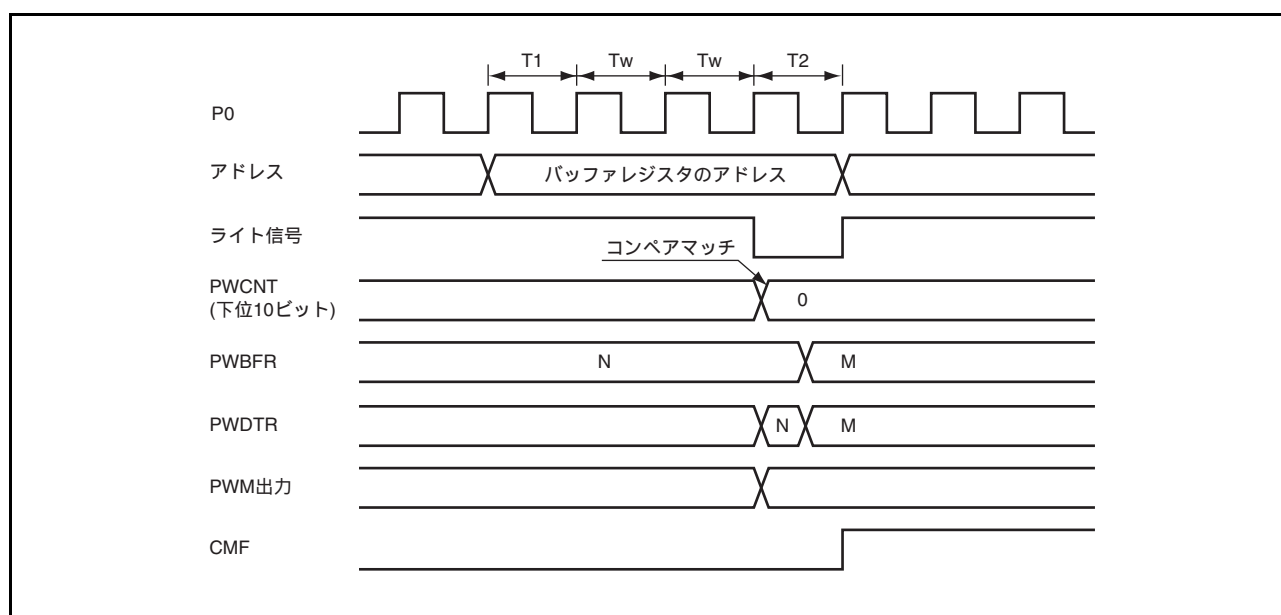 T1 Tw Tw T2
P0
アドレス バッファレジスタのアドレス
ライト信号
コンペアマッチ
PWCNT
(下位10ビット) 0
PWBFR N M
PWDTR N M
PWM出力
CMF